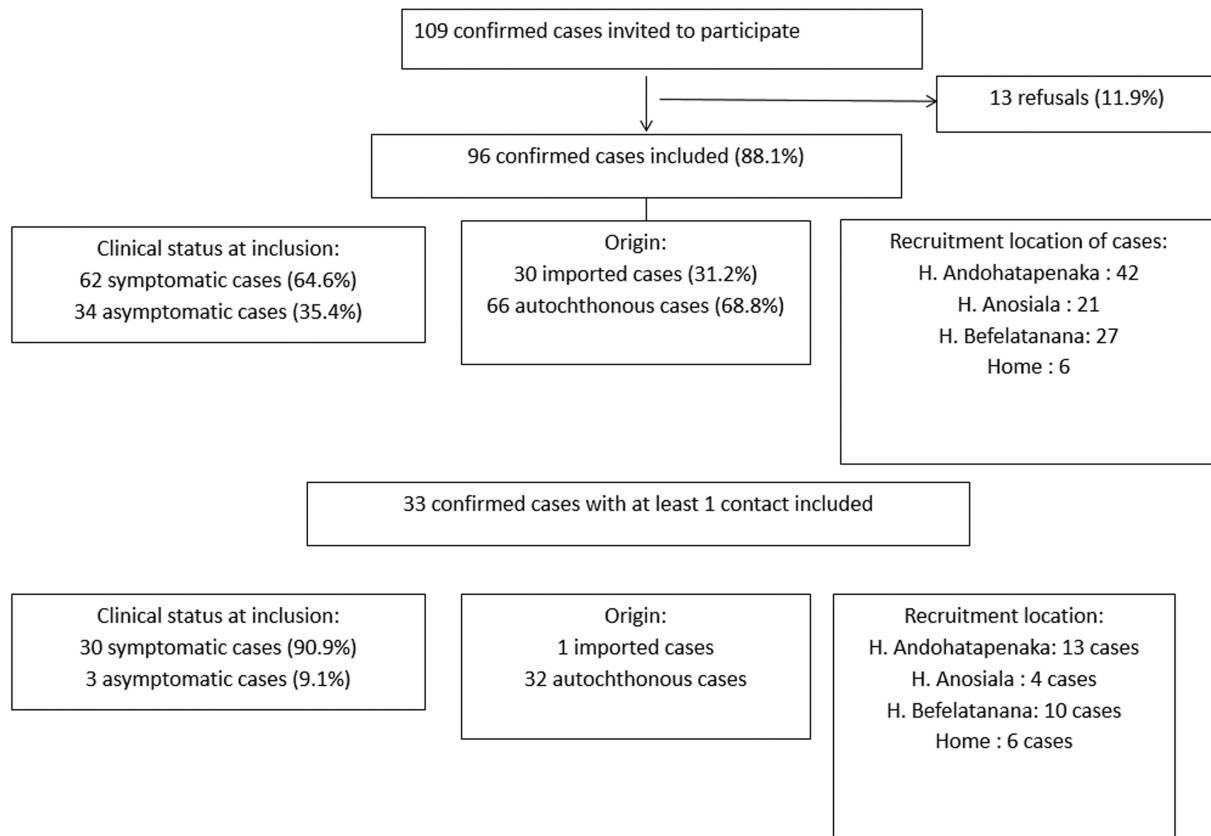 109 confirmed cases invited to participate
13 refusals (11.9%)
96 confirmed cases included (88.1%)
Clinical status at inclusion:
62 symptomatic cases (64.6%)
34 asymptomatic cases (35.4%)
Origin:
30 imported cases (31.2%)
66 autochthonous cases (68.8%)
Recruitment location of cases:
H. Andohatapenaka : 42
H. Anosiala : 21
H. Befelatanana: 27
Home : 6
33 confirmed cases with at least 1 contact included
Clinical status at inclusion:
30 symptomatic cases (90.9%)
3 asymptomatic cases (9.1%)
Origin:
1 imported cases
32 autochthonous cases
Recruitment location:
H. Andohatapenaka: 13 cases
H. Anosiala : 4 cases
H. Befelatanana: 10 cases
Home : 6 cases